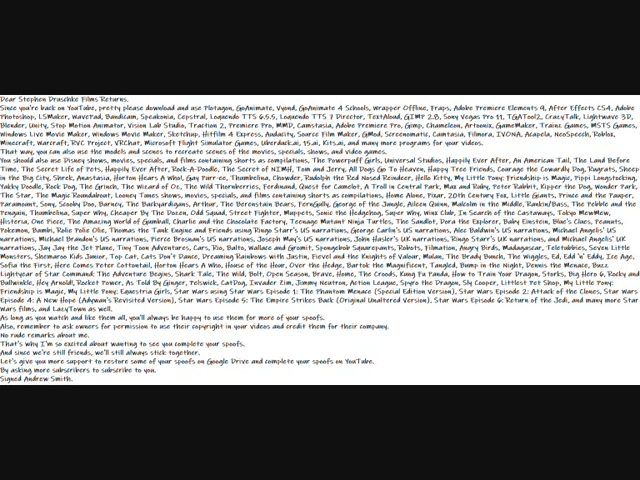 Dear Stephen Druschke Films Returns.
Since you're back on YouTube, pretty please download and use Plotagon, GoAnimate, Vyond, GoAnimate 4 Schools, Wrapper Offline, Fraps, Adobe Premiere Elements 9, After Effects CS4, Adobe
Photoshop, LSMaker, WavePad, Bandicam, Speakonia, Cepstral, Loquendo TTS 6.5.5, Loquendo TTS 7 Director, TextAloud, GIMP 2.8, Sony Vegas Pro 11, TGATool2, CrazyTalk, Lightwave 3D,
Blender, Unity, Stop Motion Animator, Vision Lab Studio, Traction 2, Premiere Pro, MMD, Camstasia, Adobe Premiere Pro, Gimp, Chameleon, Artoonix, GameMaker, Trainz Games, MSTS Games,
Windows Live Movie Maker, Windows Movie Maker, Sketchup, Hitfilm 4 Express, Audacity, Source Film Maker, GMod, Screenomatic, Camtasia, Filmora, IVONA, Acapela, NeoSpeech, Roblox,
Minecraft, Warcraft, RVC Project, VRChat, Microsoft Flight Simulator Games, Uberduck.ai, 15.ai, Kits.ai, and many more programs for your videos.
That way, you can also use the models and scenes to recreate scenes of the movies, specials, shows, and video games.
You should also use Disney shows, movies, specials, and films containing shorts as compilations, The Powerpuff Girls, Universal Studios, Happily Ever After, An American Tail, The Land Before
Time, The Secret Life of Pets, Happily Ever After, Rock-A-Doodle, The Secret of NIMH, Tom and Jerry, All Dogs Go To Heaven, Happy Tree Friends, Courage the Cowardly Dog, Rugrats, Sheep
in the Big City, Shrek, Anastasia, Horton Hears A Who!, Gay Purr-ee, Thumbelina, Chowder, Rudolph the Red Nosed Reindeer, Hello Kitty, My Little Pony: Friendship is Magic, Pippi Longstocking,
Yakky Doodle, Rock Dog, The Grinch, The Wizard of Oz, The Wild Thornberries, Ferdinand, Quest for Camelot, A Troll in Central Park, Max and Ruby, Peter Rabbit, Kipper the Dog, Wonder Park,
The Star, The Magic Roundabout, Looney Tunes shows, movies, specials, and films containing shorts as compilations, Home Alone, Pixar, 20th Century Fox, Little Giants, Prince and the Pauper,
Paramount, Sony, Scooby Doo, Barney, The Backyardigans, Arthur, The Berenstain Bears, FernGully, George of the Jungle, Aileen Quinn, Malcolm in the Middle, Rankin/Bass, The Pebble and the
Penguin, Thumbelina, Super Why, Cheaper By The Dozen, Odd Squad, Street Fighter, Muppets, Sonic the Hedgehog, Super Why, Winx Club, In Search of the Castaways, Tokyo MewMew,
Histeria, One Piece, The Amazing World of Gumball, Charlie and the Chocolate Factory, Teenage Mutant Ninja Turtles, The Sandlot, Dora the Explorer, Baby Einstein, Blue's Clues, Peanuts,
Pokemon, Bambi, Rolie Polie Olie, Thomas the Tank Engine and Friends using Ringo Starr's US narrations, George Carlin's US narrations, Alec Baldwin's US narrations, Michael Angelis' US
narrations, Michael Brandon's US narrations, Pierce Brosnan's US narrations, Joseph May's US narrations, John Hasler's UK narrations, Ringo Starr's UK narrations, and Michael Angelis' UK
narrations, Jay Jay the Jet Plane, Tiny Toon Adventures, Cars, Rio, Balto, Wallace and Gromit, Spongebob Squarepants, Robots, Filmation, Angry Birds, Madagascar, Teletubbies, Seven Little
Monsters, Shemaroo Kids Junior, Top Cat, Cats Don't Dance, Dreaming Rainbows with Justin, Fievel and the Knights of Valour, Mulan, The Brady Bunch, The Wiggles, Ed, Edd 'n' Eddy, Ice Age,
Sofia the First, Here Comes Peter Cottontail, Horton Hears A Who, House of the Hour, Over the Hedge, Bartok the Magnificent, Tangled, Bump in the Night, Dennis the Menace, Buzz
Lightyear of Star Command: The Adventure Begins, Shark Tale, The Wild, Bolt, Open Season, Brave, Home, The Croods, Kung Fu Panda, How to Train Your Dragon, Storks, Big Hero 6, Rocky and
Bullwinkle, Hey Arnold, Rocket Power, As Told By Ginger, Pelswick, CatDog, Invader Zim, Jimmy Neutron, Action League, Spyro the Dragon, Sly Cooper, Littlest Pet Shop, My Little Pony:
Friendship is Magic, My Little Pony: Equestria Girls, Star Wars using Star Wars Episode 1: The Phantom Menace (Special Edition Version), Star Wars Episode 2: Attack of the Clones, Star Wars
Episode 4: A New Hope (Adywan's Revisited Version), Star Wars Episode 5: The Empire Strikes Back (Original Unaltered Version), Star Wars Episode 6: Return of the Jedi, and many more Star
Wars films, and LazyTown as well.
As long as you watch and like them all, you'll always be happy to use them for more of your spoofs.
Also, remember to ask owners for permission to use their copyright in your videos and credit them for their company.
No rude remarks about me.
That's why I'm so excited about wanting to see you complete your spoofs.
And since we're still friends, we'll still always stick together.
Let's give you more support to restore some of your spoofs on Google Drive and complete your spoofs on YouTube.
By asking more subscribers to subscribe to you.
Signed Andrew Smith.